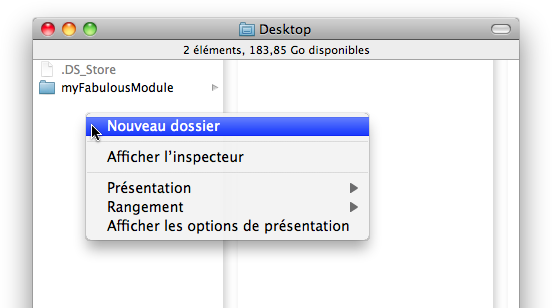 Desktop
2 éléments, 183,85 Go disponibles
.DS_Store
myFabulousModule
Nouveau dossier
Afficher l'inspecteur
Présentation
Rangement
Afficher les options de présentation